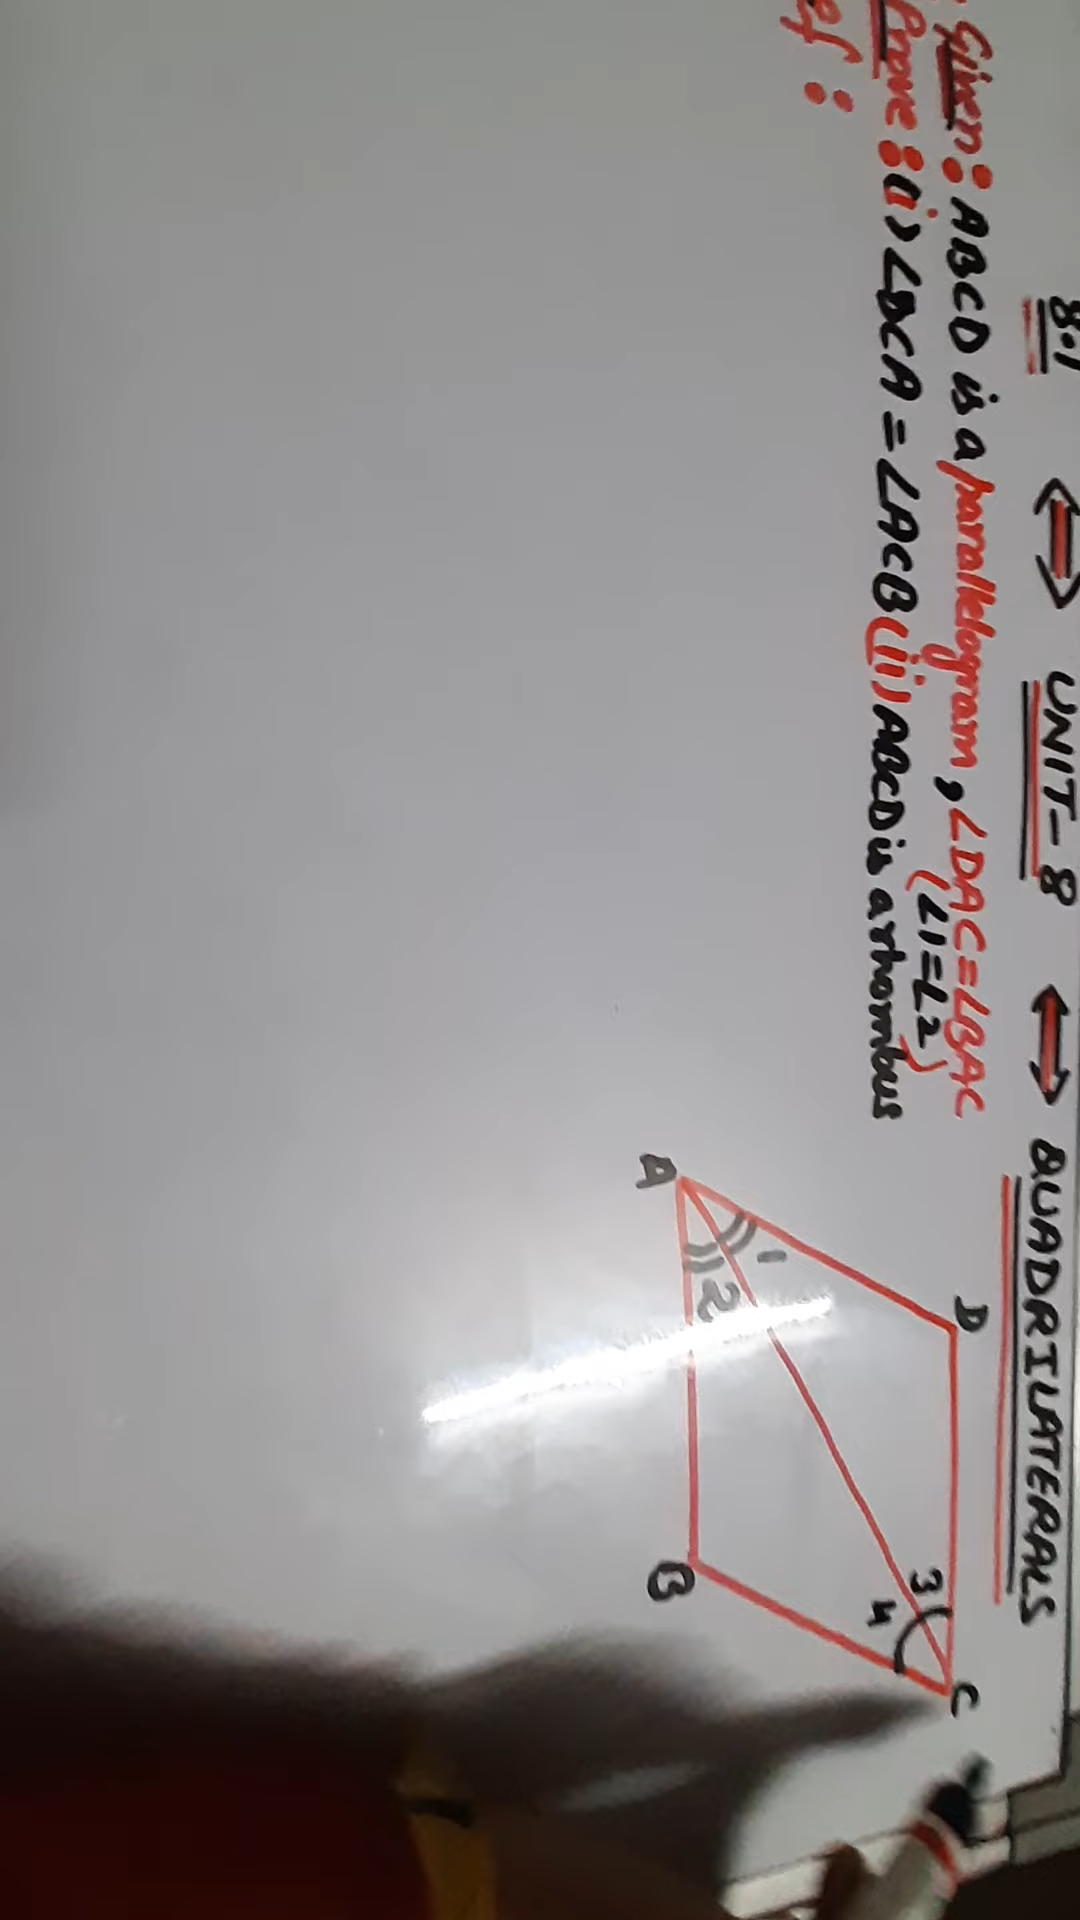 8.1 ⇔ UNIT-8 ⇔ QUADRILATERALS
Given: ABCD is a parallelogram, ∠DAC=∠BAC
(∠1=∠2)
Prove: (i) ∠DCA = ∠ACB (ii) ABCD is a rhombus
of:
D
C
A
B
1
2
3
4